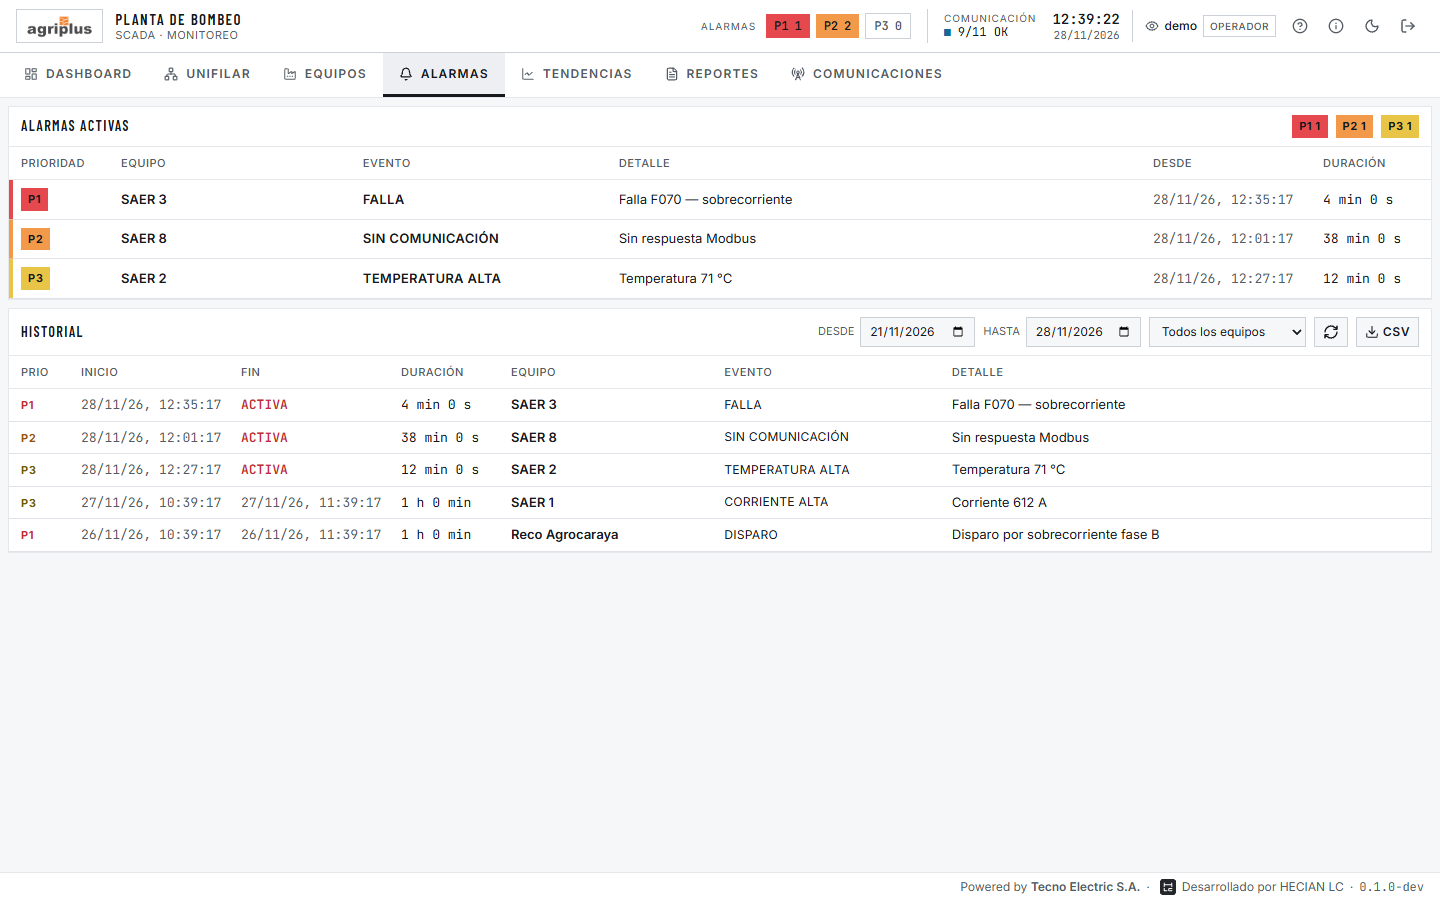 agriplus
PLANTA DE BOMBEO
SCADA · MONITOREO
ALARMAS P1 1 P2 2 P3 0
COMUNICACIÓN
9/11 OK
12:39:22
28/11/2026
demo OPERADOR
DASHBOARD UNIFILAR EQUIPOS ALARMAS TENDENCIAS REPORTES COMUNICACIONES
ALARMAS ACTIVAS P1 1 P2 1 P3 1
PRIORIDAD EQUIPO EVENTO DETALLE DESDE DURACIÓN
P1 SAER 3 FALLA Falla F070 — sobrecorriente 28/11/26, 12:35:17 4 min 0 s
P2 SAER 8 SIN COMUNICACIÓN Sin respuesta Modbus 28/11/26, 12:01:17 38 min 0 s
P3 SAER 2 TEMPERATURA ALTA Temperatura 71 °C 28/11/26, 12:27:17 12 min 0 s
HISTORIAL DESDE 21/11/2026 HASTA 28/11/2026 Todos los equipos CSV
PRIO INICIO FIN DURACIÓN EQUIPO EVENTO DETALLE
P1 28/11/26, 12:35:17 ACTIVA 4 min 0 s SAER 3 FALLA Falla F070 — sobrecorriente
P2 28/11/26, 12:01:17 ACTIVA 38 min 0 s SAER 8 SIN COMUNICACIÓN Sin respuesta Modbus
P3 28/11/26, 12:27:17 ACTIVA 12 min 0 s SAER 2 TEMPERATURA ALTA Temperatura 71 °C
P3 27/11/26, 10:39:17 27/11/26, 11:39:17 1 h 0 min SAER 1 CORRIENTE ALTA Corriente 612 A
P1 26/11/26, 10:39:17 26/11/26, 11:39:17 1 h 0 min Reco Agrocaraya DISPARO Disparo por sobrecorriente fase B
Powered by Tecno Electric S.A. · Desarrollado por HECIAN LC · 0.1.0-dev